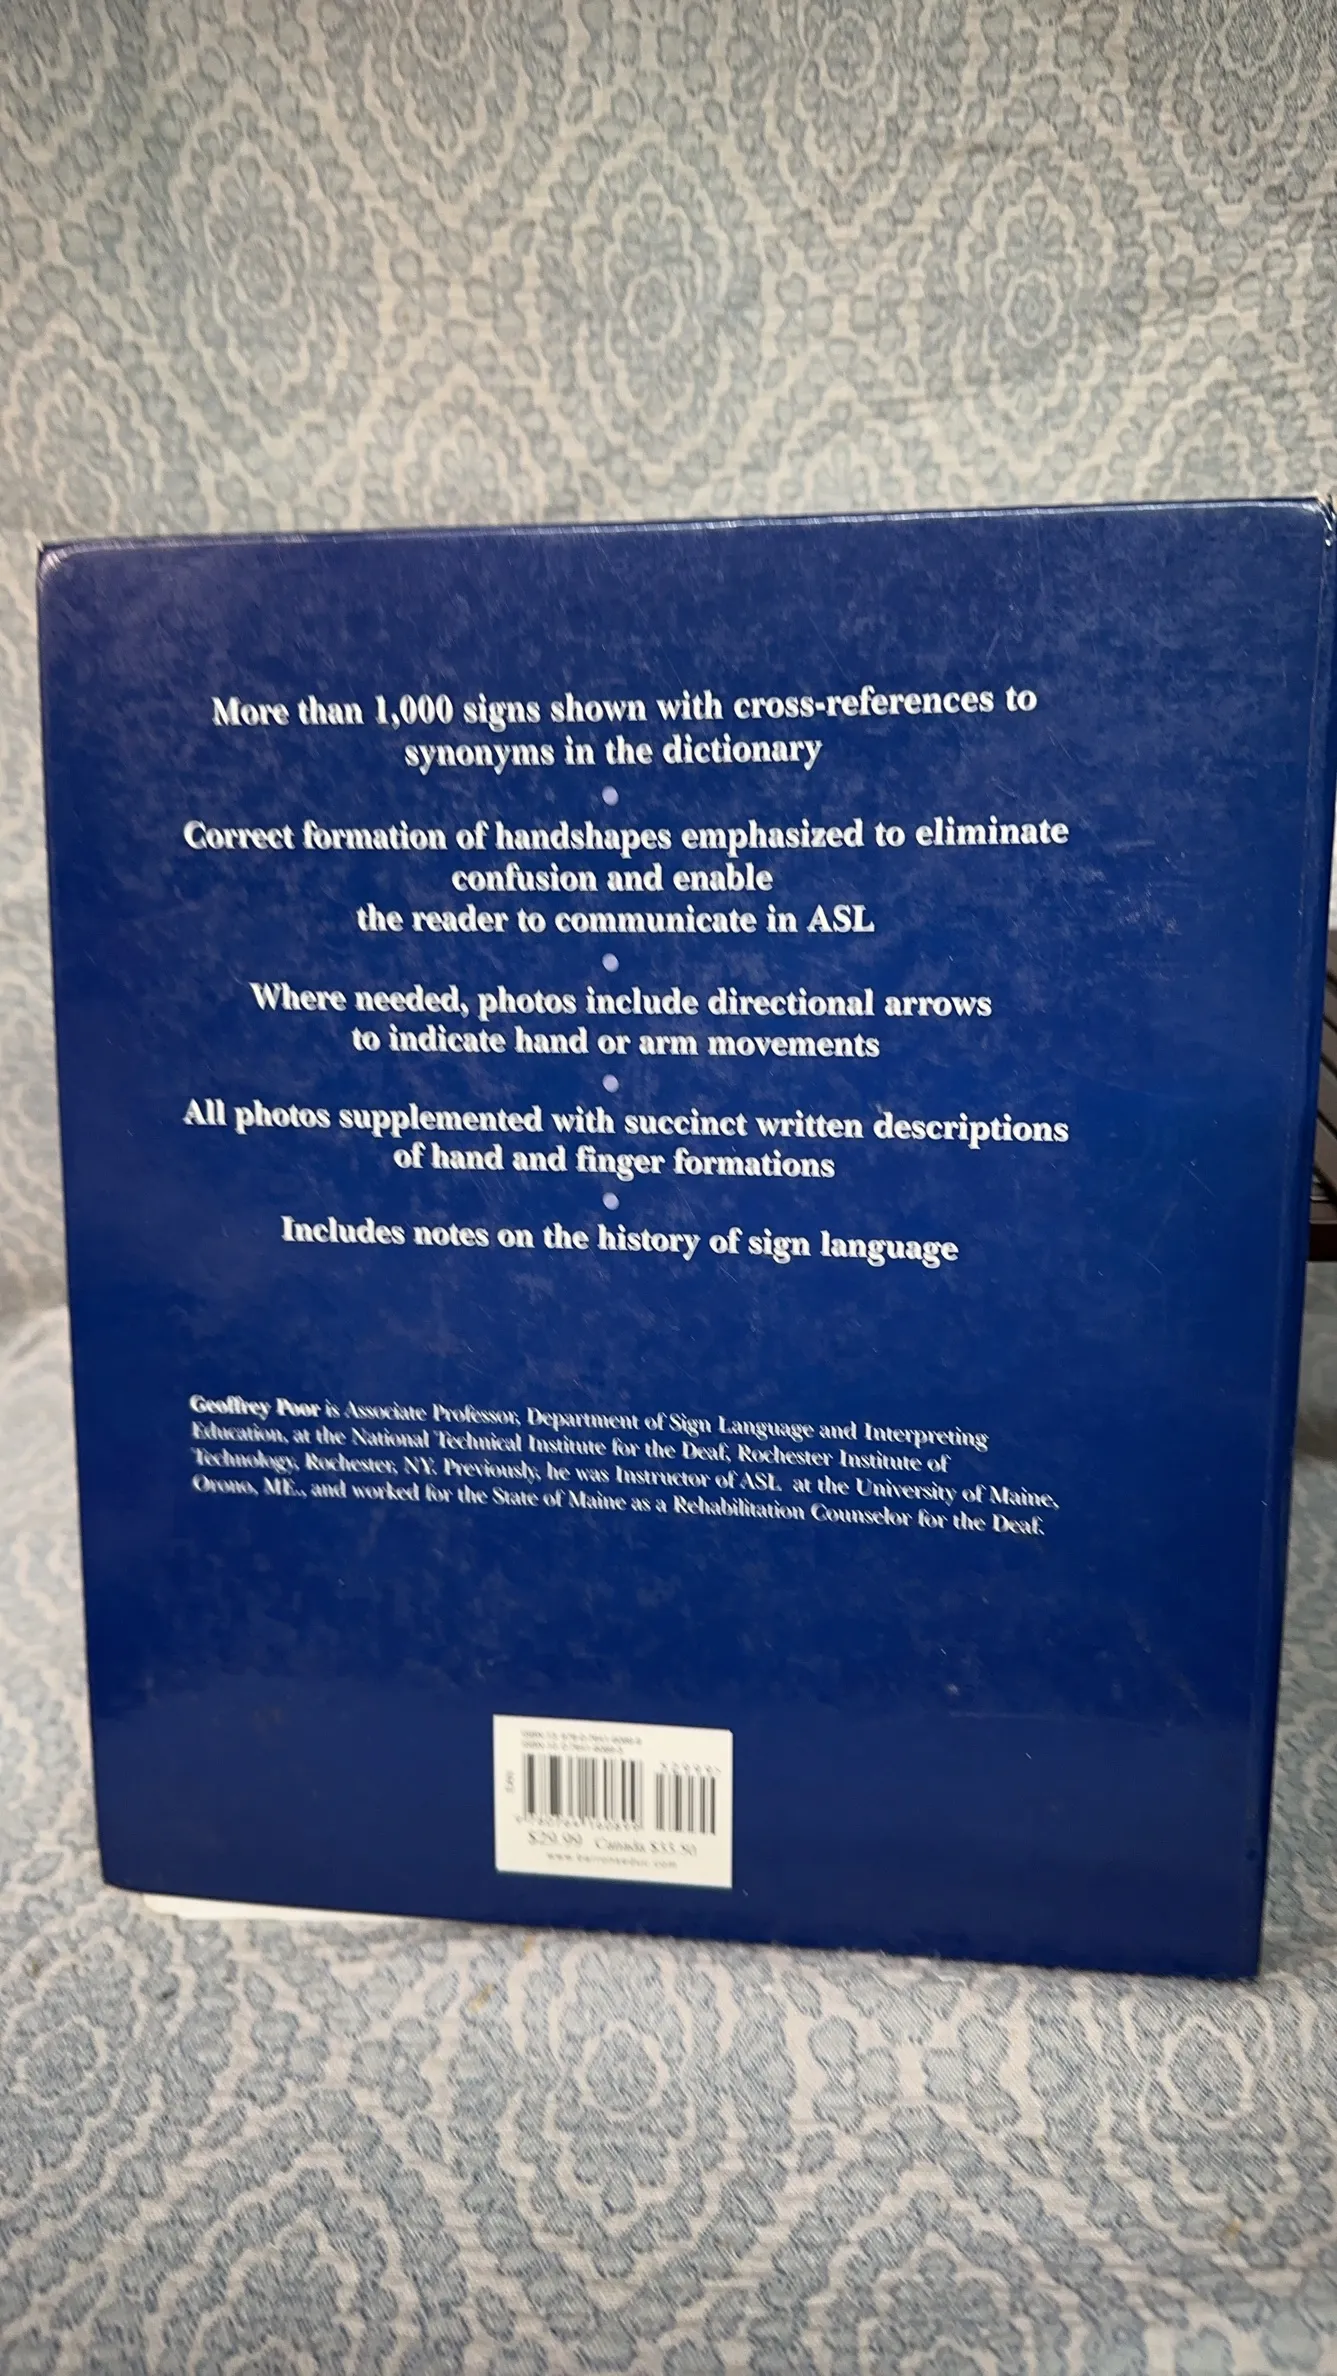 More than 1,000 signs shown with cross-references to
synonyms in the dictionary
•
Correct formation of handshapes emphasized to eliminate
confusion and enable
the reader to communicate in ASL
•
Where needed, photos include directional arrows
to indicate hand or arm movements
•
All photos supplemented with succinct written descriptions
of hand and finger formations
•
Includes notes on the history of sign language
Geoffrey Poor is Associate Professor, Department of Sign Language and Interpreting
Education, at the National Technical Institute for the Deaf, Rochester Institute of
Technology, Rochester, NY. Previously, he was Instructor of ASL at the University of Maine,
Orono, ME., and worked for the State of Maine as a Rehabilitation Counselor for the Deaf.
$29.99 Canada $35.50
www.barronseduc.com